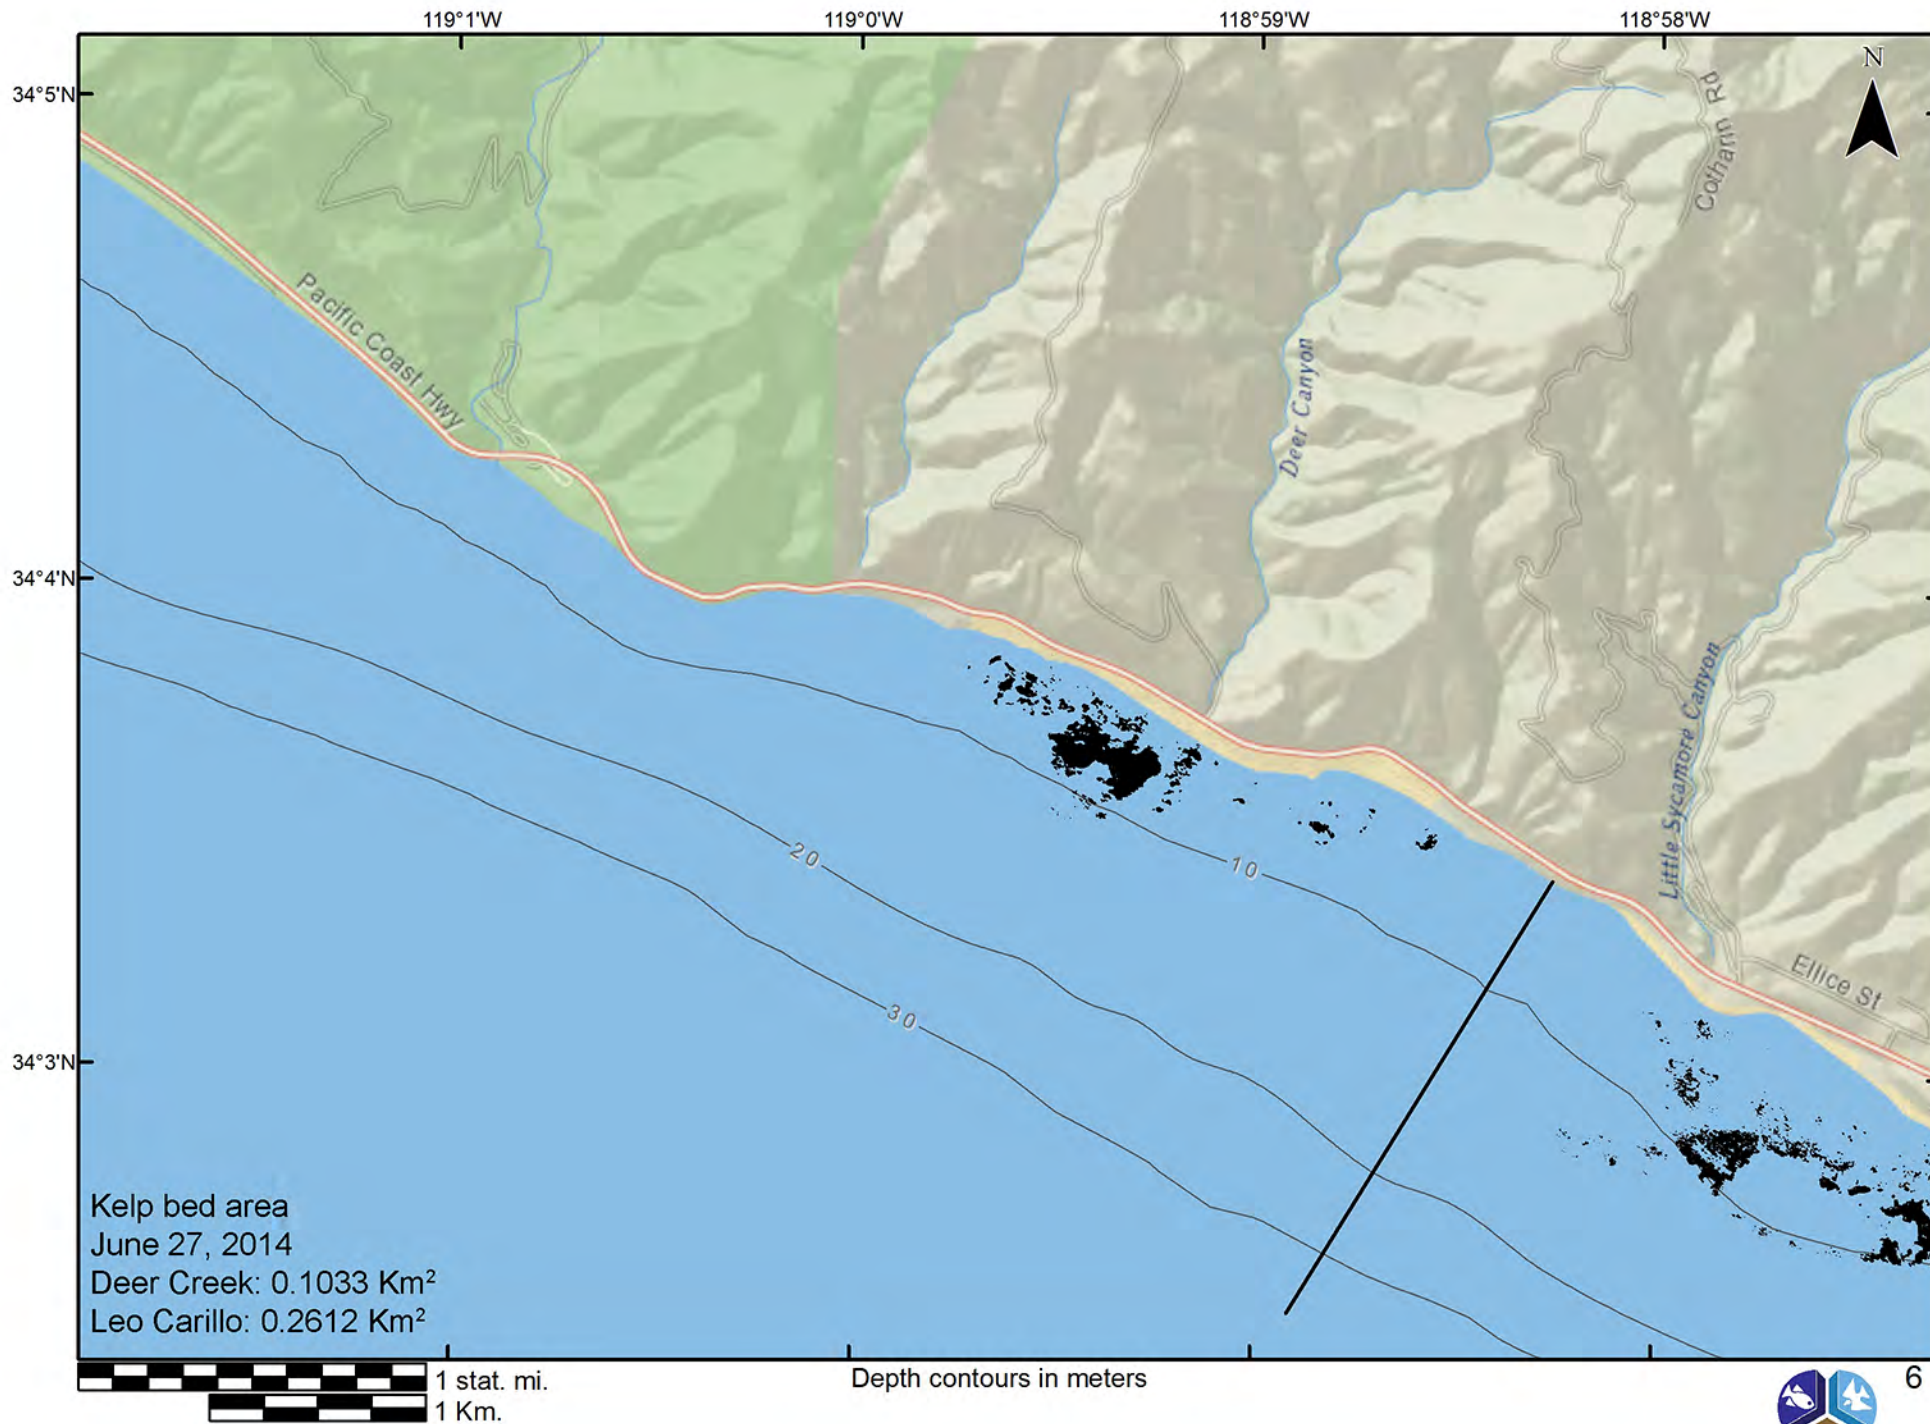 119°1'W
119°0'W
118°59'W
118°58'W
34°5'N
34°4'N
34°3'N
N
Cotharin Rd
Pacific Coast Hwy
Deer Canyon
Little Sycamore Canyon
Ellice St
10
20
30
Kelp bed area
June 27, 2014
Deer Creek: 0.1033 Km²
Leo Carillo: 0.2612 Km²
1 stat. mi.
1 Km.
Depth contours in meters
6